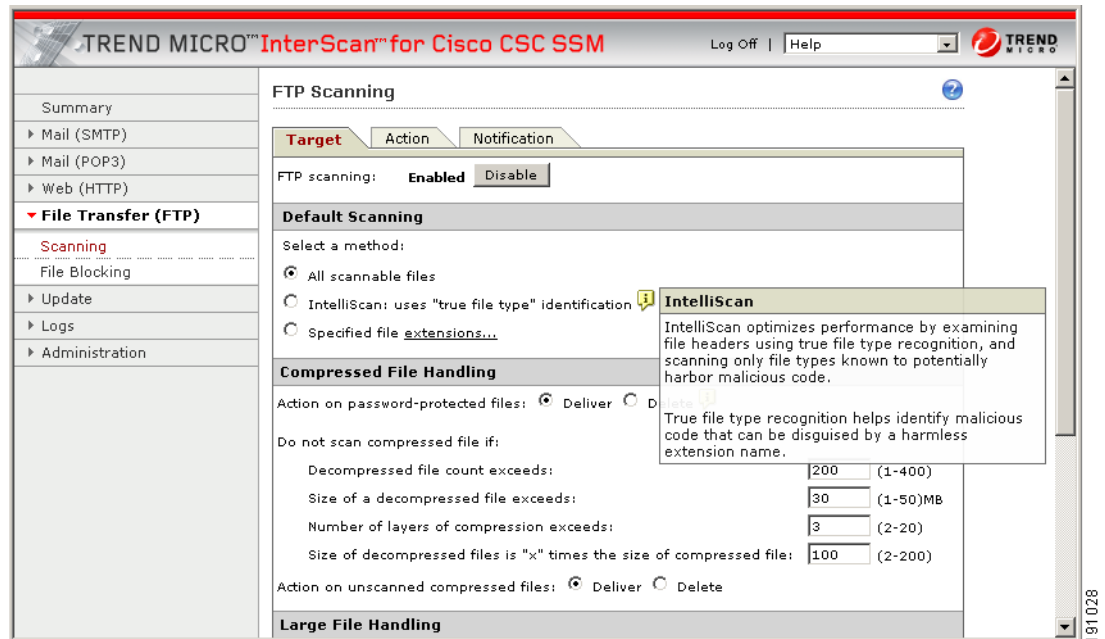 TREND MICRO™ InterScan™ for Cisco CSC SSM
Log Off | Help
TREND MICRO
Summary
Mail (SMTP)
Mail (POP3)
Web (HTTP)
File Transfer (FTP)
Scanning
File Blocking
Update
Logs
Administration
FTP Scanning
?
Target Action Notification
FTP scanning: Enabled Disable
Default Scanning
Select a method:
All scannable files
IntelliScan: uses "true file type" identification
Specified file extensions...
IntelliScan
IntelliScan optimizes performance by examining
file headers using true file type recognition, and
scanning only file types known to potentially
harbor malicious code.
True file type recognition helps identify malicious
code that can be disguised by a harmless
extension name.
Compressed File Handling
Action on password-protected files: Deliver Delete
Do not scan compressed file if:
Decompressed file count exceeds: 200 (1-400)
Size of a decompressed file exceeds: 30 (1-50)MB
Number of layers of compression exceeds: 3 (2-20)
Size of decompressed files is "x" times the size of compressed file: 100 (2-200)
Action on unscanned compressed files: Deliver Delete
Large File Handling
191028